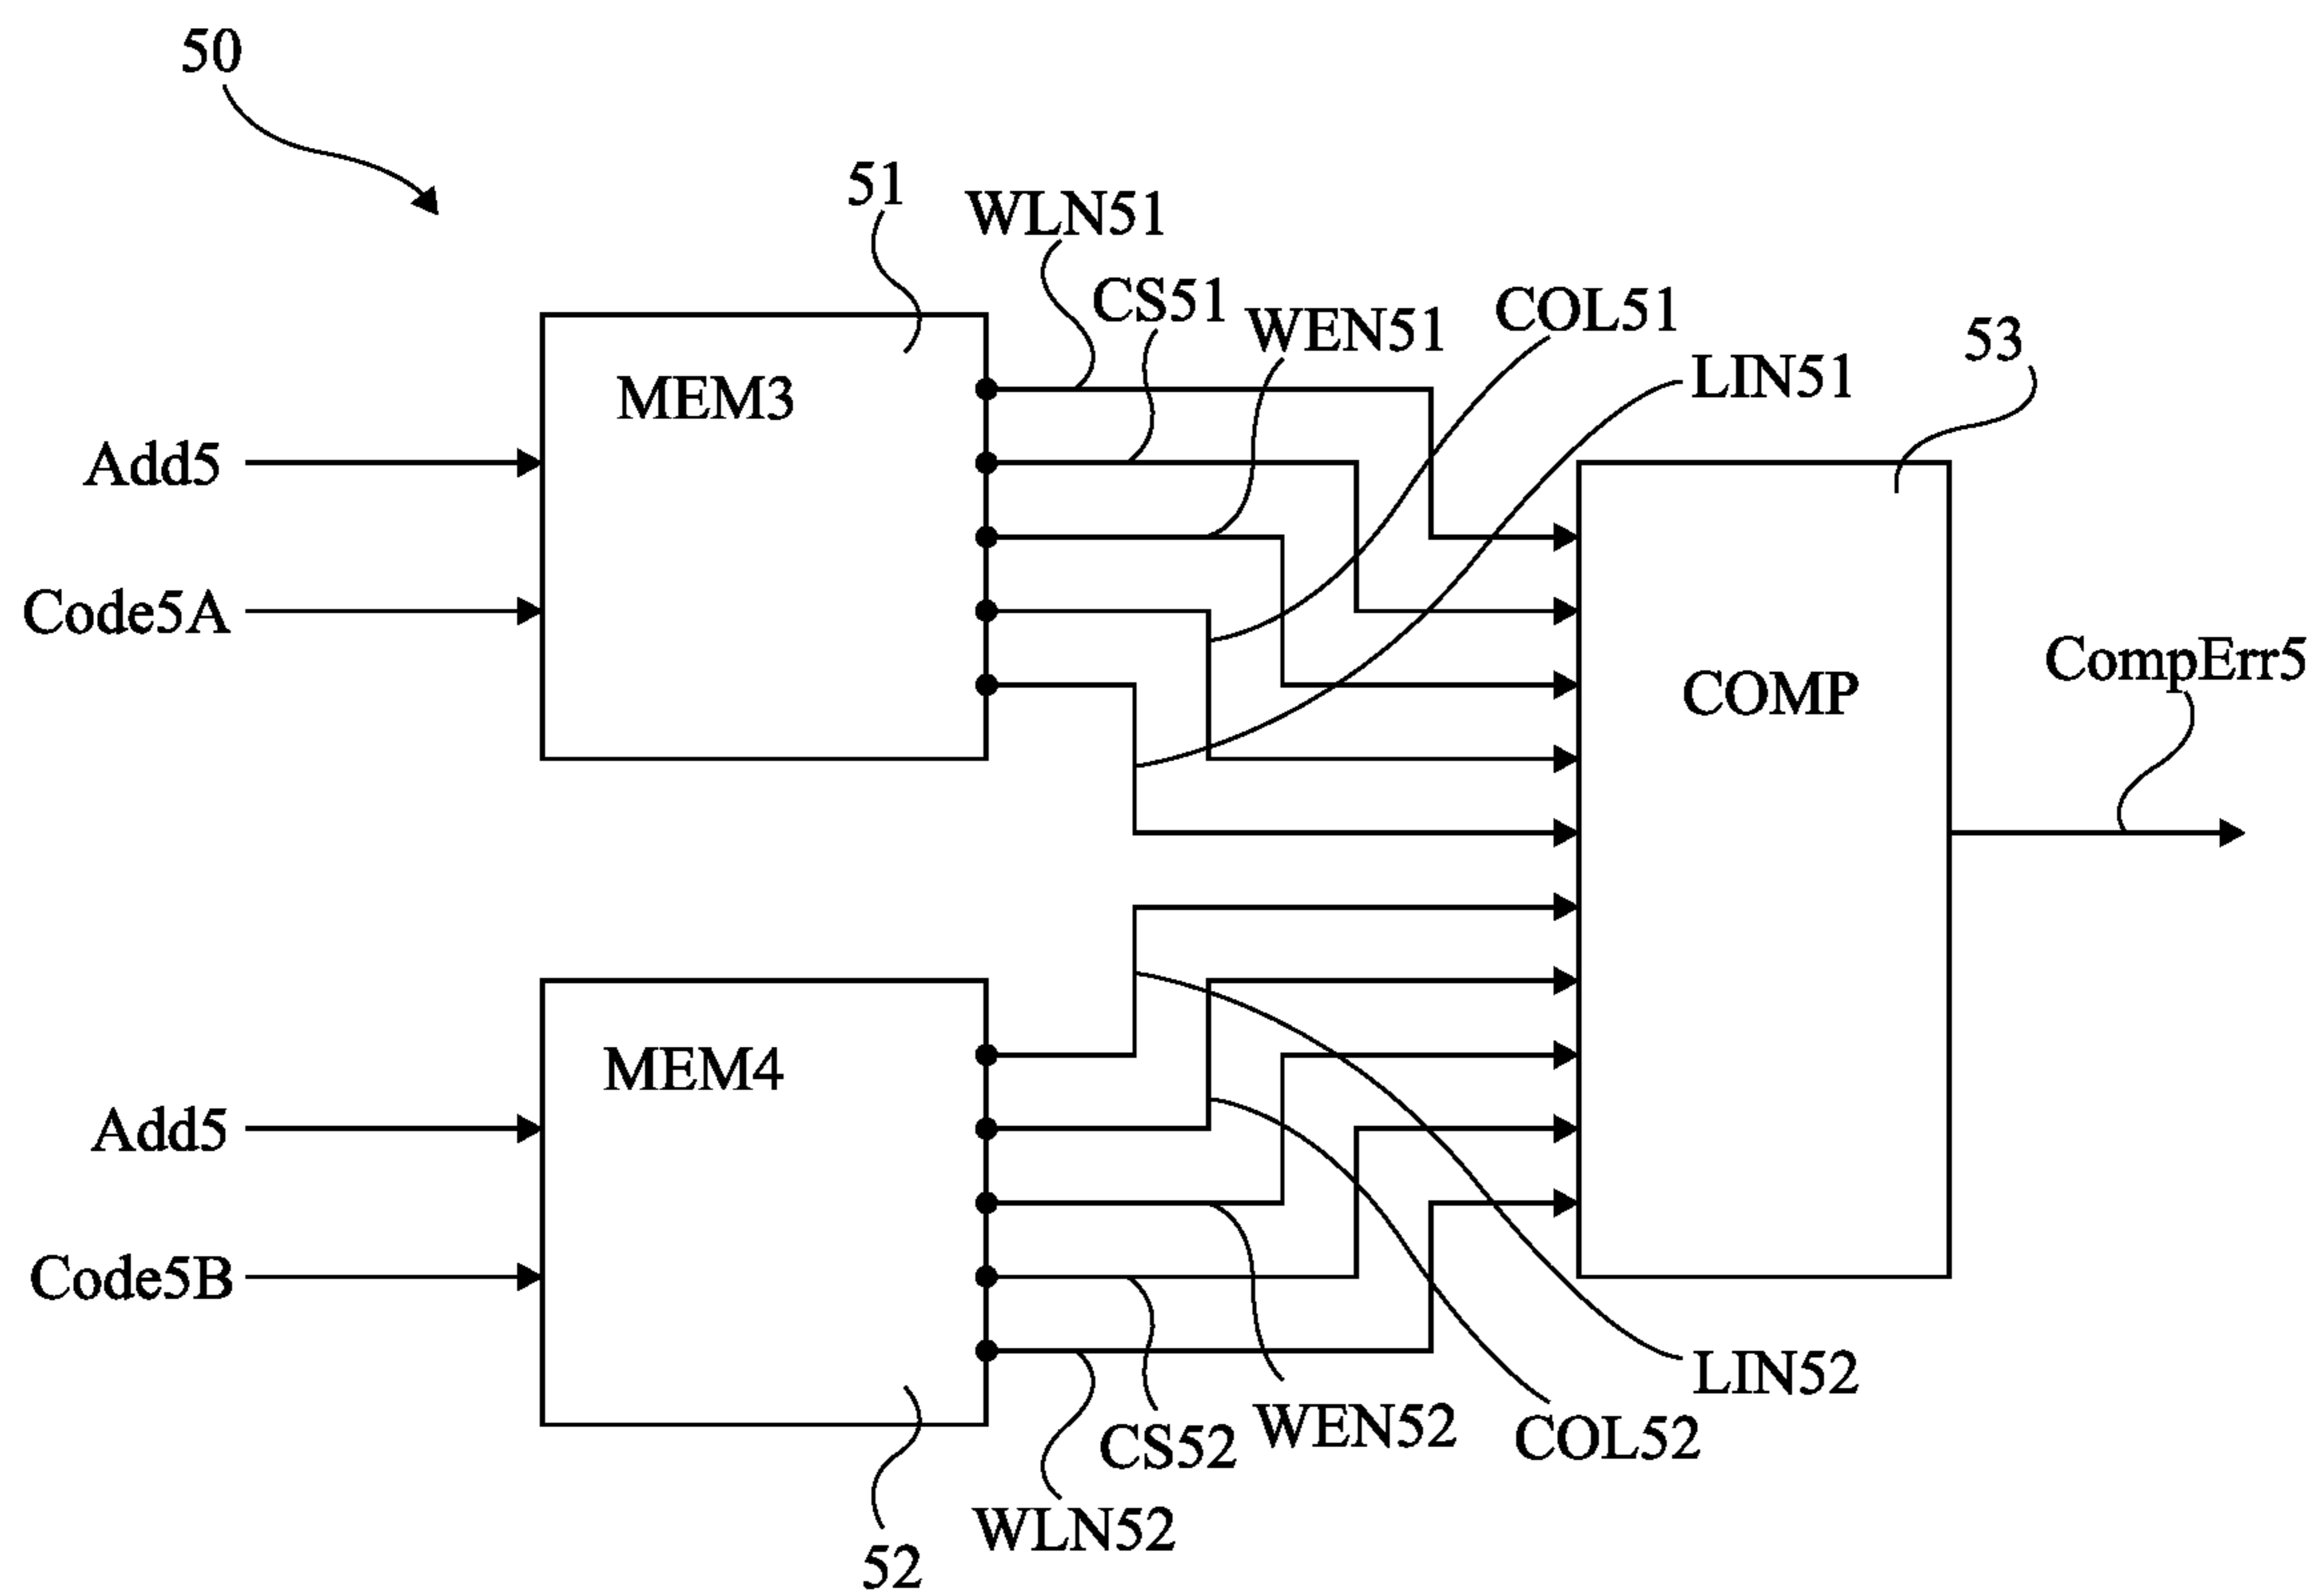 50
51
WLN51
CS51
WEN51
COL51
LIN51
53
MEM3
Add5
Code5A
COMP
CompErr5
MEM4
Add5
Code5B
LIN52
COL52
WEN52
CS52
WLN52
52